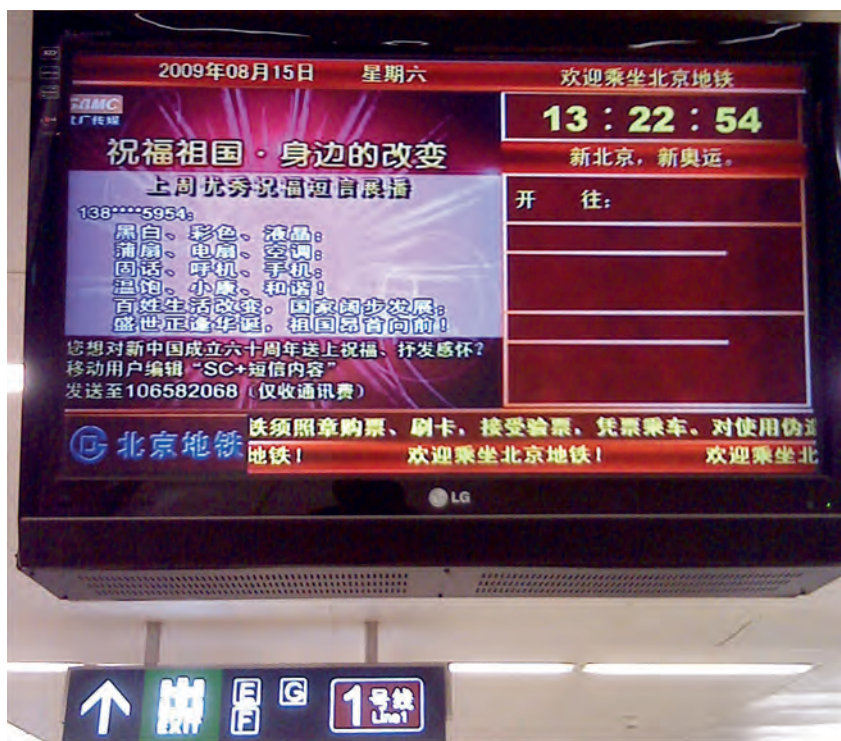 2009年08月15日 星期六 欢迎乘坐北京地铁
BAMC
北广传媒
13:22:54
祝福祖国·身边的改变
新北京，新奥运。
上周优秀祝福短信展播
开 往：
138****5954:
黑白、彩色、液晶；
蒲扇、电扇、空调；
固话、呼机、手机；
温饱、小康、和谐！
百姓生活改变，国家阔步发展；
盛世正逢华诞，祖国昂首向前！
您想对新中国成立六十周年送上祝福、抒发感怀？
移动用户编辑“SC+短信内容”
发送至106582068（仅收通讯费）
北京地铁
铁须照章购票、刷卡，接受验票，凭票乘车。对使用伪造
地铁！ 欢迎乘坐北京地铁！ 欢迎乘坐北
LG
E
F
G
1号线
Line1